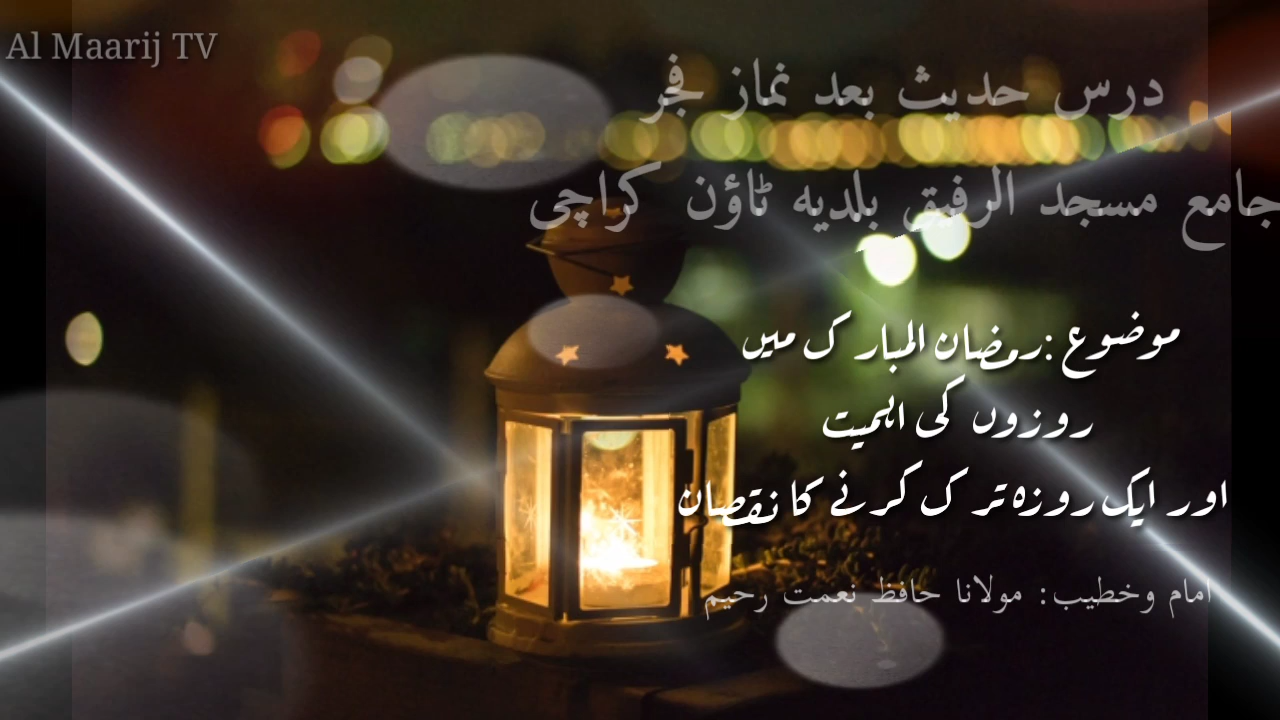 Al Maarij TV
درس حدیث بعد نماز فجر
جامع مسجد الرفیق بلدیہ ٹاؤن کراچی
موضوع :رمضان المبارک میں
روزوں کی اہمیت
اور ایک روزہ ترک کرنے کا نقصان
امام وخطیب: مولانا حافظ نعمت رحیم